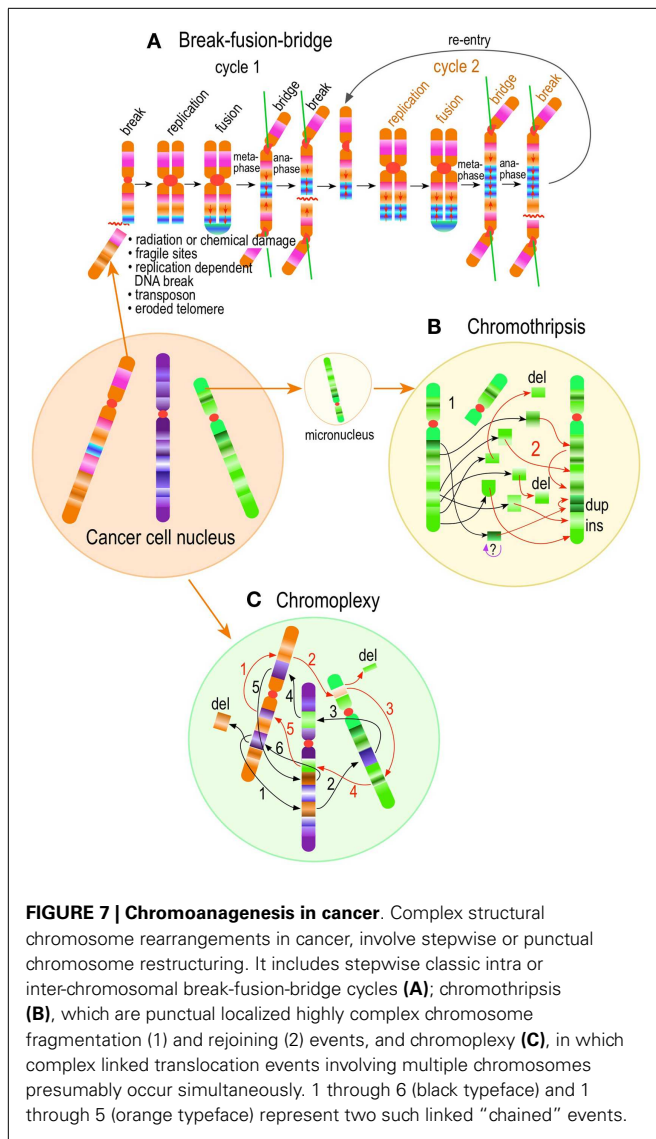 A Break-fusion-bridge
re-entry
cycle 1
cycle 2
break
replication
fusion
bridge
break
replication
fusion
bridge
break
meta-
phase
ana-
phase
meta-
phase
ana-
phase
• radiation or chemical damage
• fragile sites
• replication dependent
DNA break
• transposon
• eroded telomere
B Chromothripsis
micronucleus
1
del
2
del
dup
ins
?
Cancer cell nucleus
C Chromoplexy
del
del
1
2
5
4
3
3
5
6
2
4
1
FIGURE 7 | Chromoanagenesis in cancer. Complex structural
chromosome rearrangements in cancer, involve stepwise or punctual
chromosome restructuring. It includes stepwise classic intra or
inter-chromosomal break-fusion-bridge cycles (A); chromothripsis
(B), which are punctual localized highly complex chromosome
fragmentation (1) and rejoining (2) events, and chromoplexy (C), in which
complex linked translocation events involving multiple chromosomes
presumably occur simultaneously. 1 through 6 (black typeface) and 1
through 5 (orange typeface) represent two such linked “chained” events.